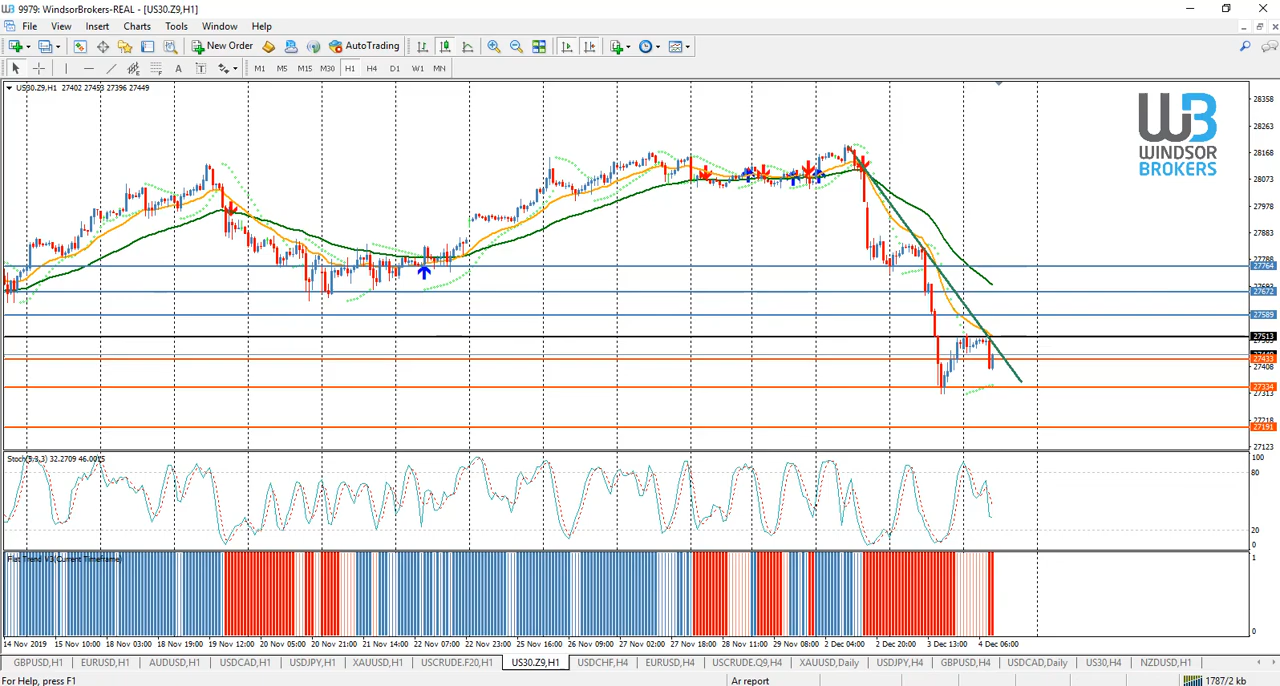 9979: WindsorBrokers-REAL - [US30.Z9,H1]
File View Insert Charts Tools Window Help
New Order AutoTrading
A T M1 M5 M15 M30 H1 H4 D1 W1 MN
US30.Z9,H1 27402 27453 27396 27449
28358
28263
28168
28073
27978
27883
27788
27764
27672
27589
27513
27433
27408
27334
27313
27191
27123
WINDSOR
BROKERS
Stoch(5,3,3) 32.2709 46.0015
100
80
20
0
Flat Trend V3(Current Timeframe)
1
0
14 Nov 2019 15 Nov 10:00 18 Nov 03:00 18 Nov 19:00 19 Nov 12:00 20 Nov 05:00 20 Nov 21:00 21 Nov 14:00 22 Nov 07:00 22 Nov 23:00 25 Nov 16:00 26 Nov 09:00 27 Nov 02:00 27 Nov 18:00 28 Nov 11:00 29 Nov 08:00 2 Dec 04:00 2 Dec 20:00 3 Dec 13:00 4 Dec 06:00
GBPUSD,H1 EURUSD,H1 AUDUSD,H1 USDCAD,H1 USDJPY,H1 XAUUSD,H1 USCRUDE.F20,H1 US30.Z9,H1 USDCHF,H4 EURUSD,H4 USCRUDE.Q9,H4 XAUUSD,Daily USDJPY,H4 GBPUSD,H4 USDCAD,Daily US30,H4 NZDUSD,H1
For Help, press F1 Ar report 1787/2 kb